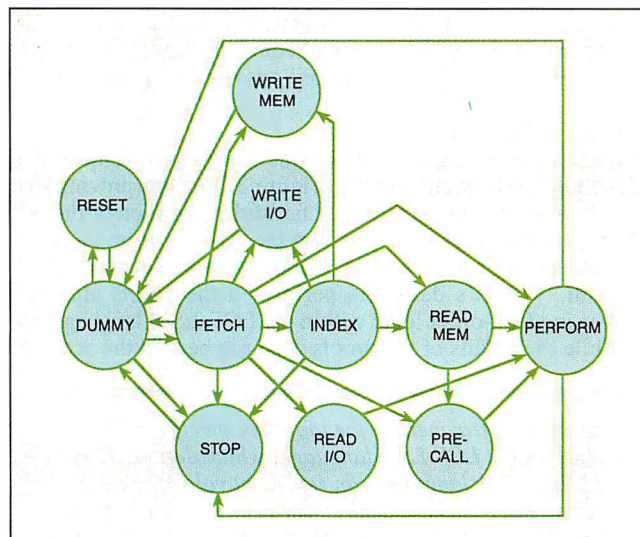 WRITE
MEM
WRITE
I/O
RESET
DUMMY
FETCH
INDEX
READ
MEM
PERFORM
STOP
READ
I/O
PRE-
CALL